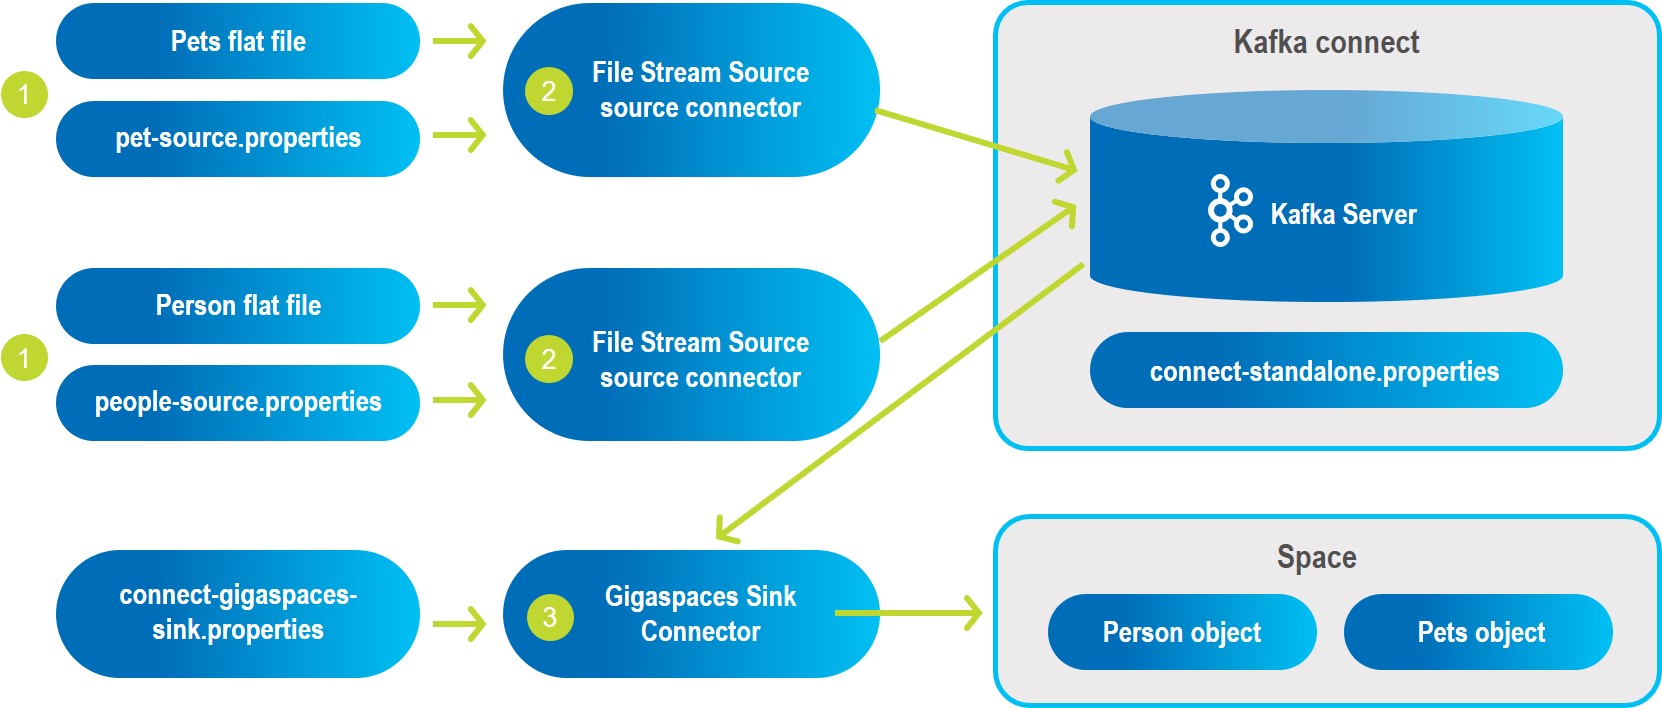 1
Pets flat file
pet-source.properties
2
File Stream Source
source connector
Kafka connect
Kafka Server
connect-standalone.properties
1
Person flat file
people-source.properties
2
File Stream Source
source connector
connect-gigaspaces-
sink.properties
3
Gigaspaces Sink
Connector
Space
Person object
Pets object